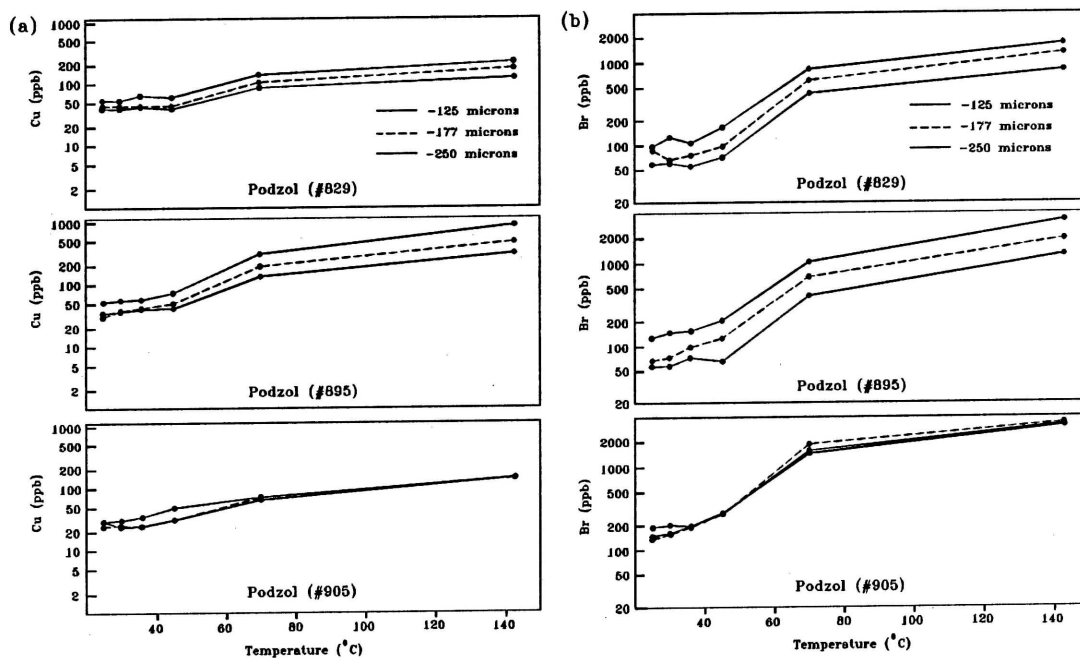 (a)
Cu (ppb)
1000
500
200
100
50
20
10
5
2
-125 microns
-177 microns
-250 microns
Podzol (#829)
Cu (ppb)
1000
500
200
100
50
20
10
5
2
Podzol (#895)
Cu (ppb)
1000
500
200
100
50
20
10
5
2
Podzol (#905)
40 60 80 100 120 140
Temperature (°C)
(b)
Br (ppb)
2000
1000
500
200
100
50
20
-125 microns
-177 microns
-250 microns
Podzol (#829)
Br (ppb)
2000
1000
500
200
100
50
20
Podzol (#895)
Br (ppb)
2000
1000
500
200
100
50
20
Podzol (#905)
40 60 80 100 120 140
Temperature (°C)